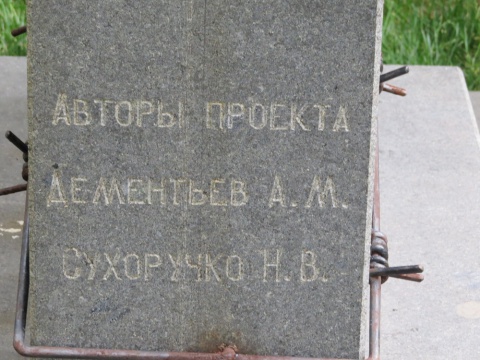 Авторы проекта
Дементьев А.М.
Сухоручко Н.В.